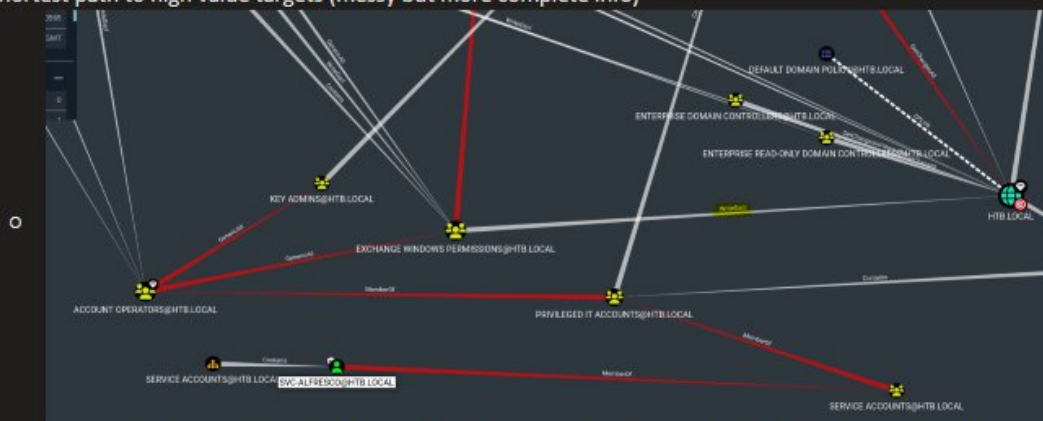 shortest path to high value targets (messy but more complete info)
DEFAULT DOMAIN POLICY@HTB.LOCAL
ENTERPRISE DOMAIN CONTROLLERS@HTB.LOCAL
ENTERPRISE READ-ONLY DOMAIN CONTROLLERS@HTB.LOCAL
KEY ADMINS@HTB.LOCAL
WriteDacl
HTB.LOCAL
GenericAll
EXCHANGE WINDOWS PERMISSIONS@HTB.LOCAL
GenericAll
Contains
MemberOf
ACCOUNT OPERATORS@HTB.LOCAL
PRIVILEGED IT ACCOUNTS@HTB.LOCAL
MemberOf
Contains
MemberOf
SERVICE ACCOUNTS@HTB.LOCAL
SVC-ALFRESCO@HTB.LOCAL
SERVICE ACCOUNTS@HTB.LOCAL